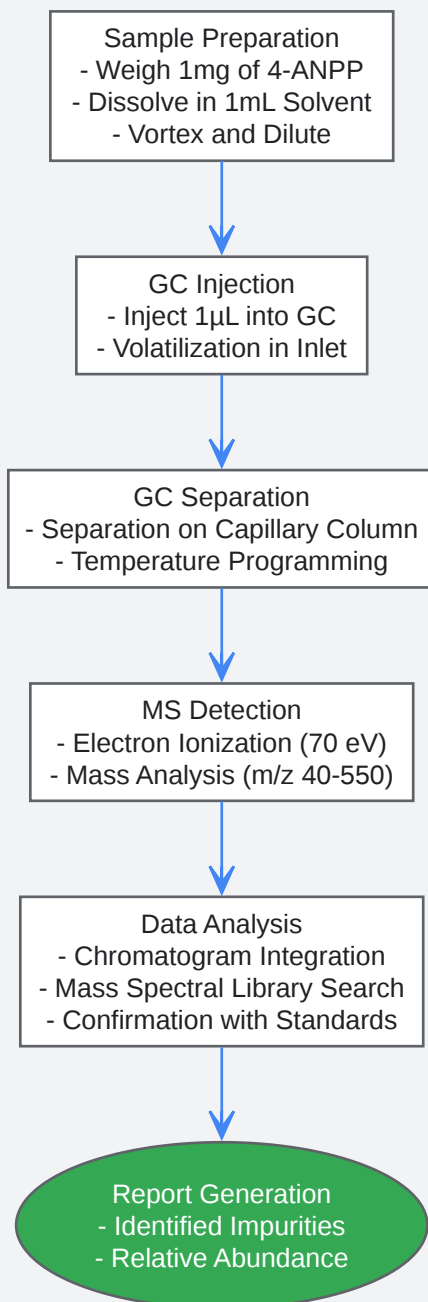 Sample Preparation
- Weigh 1mg of 4-ANPP
- Dissolve in 1mL Solvent
- Vortex and Dilute
GC Injection
- Inject 1µL into GC
- Volatilization in Inlet
GC Separation
- Separation on Capillary Column
- Temperature Programming
MS Detection
- Electron Ionization (70 eV)
- Mass Analysis (m/z 40-550)
Data Analysis
- Chromatogram Integration
- Mass Spectral Library Search
- Confirmation with Standards
Report Generation
- Identified Impurities
- Relative Abundance